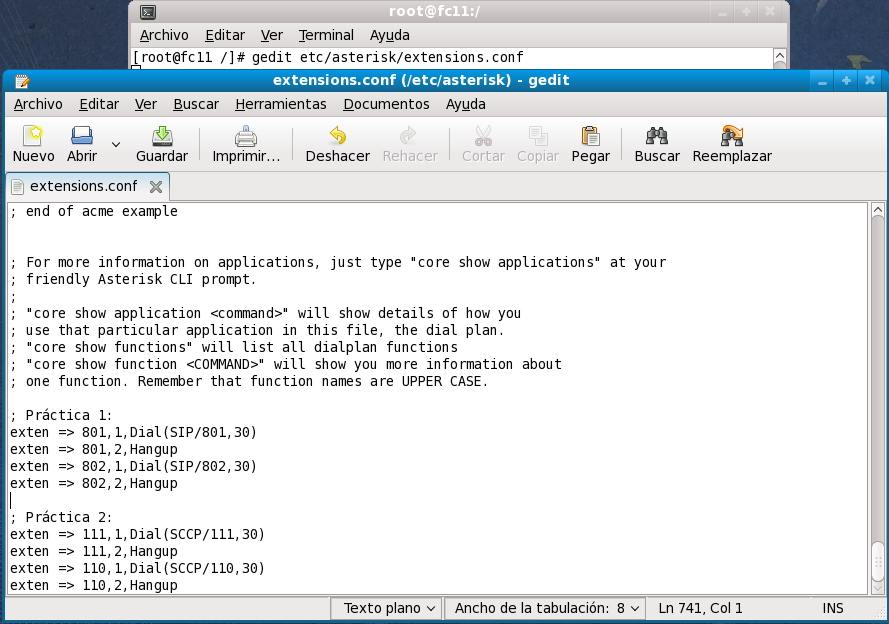 root@fc11:/
Archivo Editar Ver Terminal Ayuda
[root@fc11 /]# gedit etc/asterisk/extensions.conf
extensions.conf (/etc/asterisk) - gedit
Archivo Editar Ver Buscar Herramientas Documentos Ayuda
Nuevo Abrir Guardar Imprimir... Deshacer Rehacer Cortar Copiar Pegar Buscar Reemplazar
extensions.conf
; end of acme example
; For more information on applications, just type "core show applications" at your
; friendly Asterisk CLI prompt.
;
; "core show application <command>" will show details of how you
; use that particular application in this file, the dial plan.
; "core show functions" will list all dialplan functions
; "core show function <COMMAND>" will show you more information about
; one function. Remember that function names are UPPER CASE.
; Práctica 1:
exten => 801,1,Dial(SIP/801,30)
exten => 801,2,Hangup
exten => 802,1,Dial(SIP/802,30)
exten => 802,2,Hangup
; Práctica 2:
exten => 111,1,Dial(SCCP/111,30)
exten => 111,2,Hangup
exten => 110,1,Dial(SCCP/110,30)
exten => 110,2,Hangup
Texto plano Ancho de la tabulación: 8 Ln 741, Col 1 INS